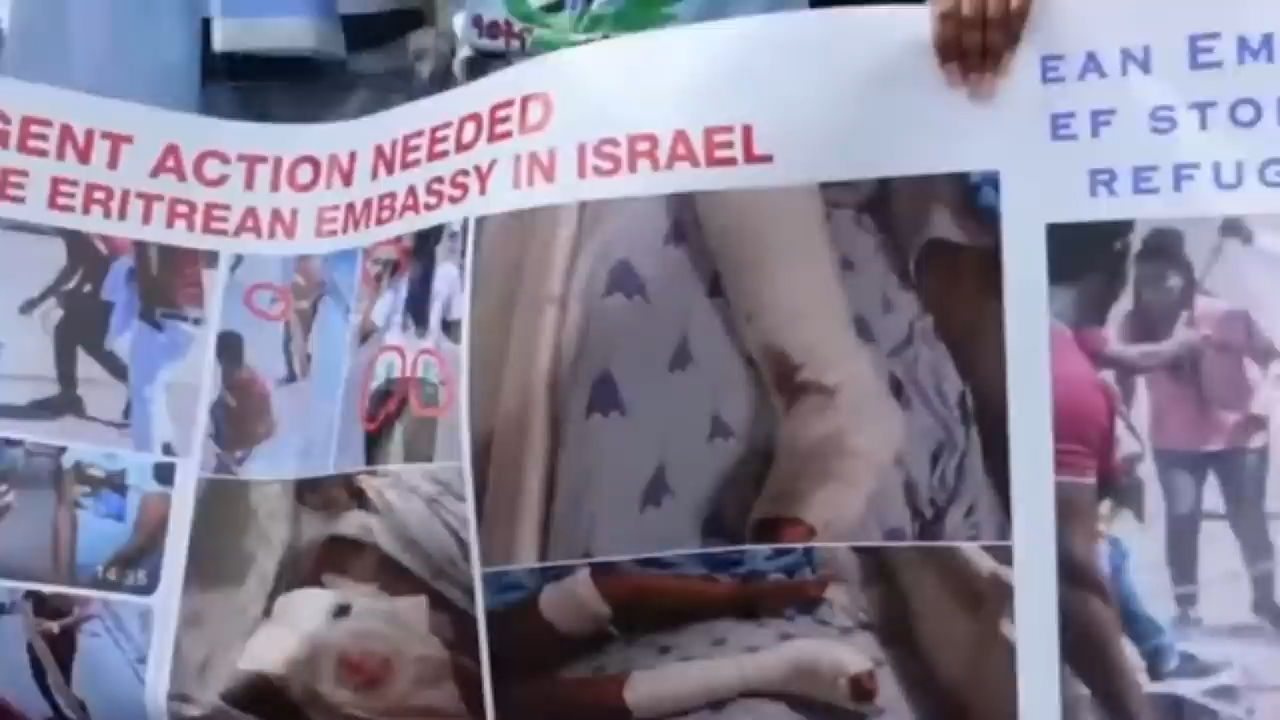 GENT ACTION NEEDED
E ERITREAN EMBASSY IN ISRAEL
EAN EM
EF STO
REFUG
14:35